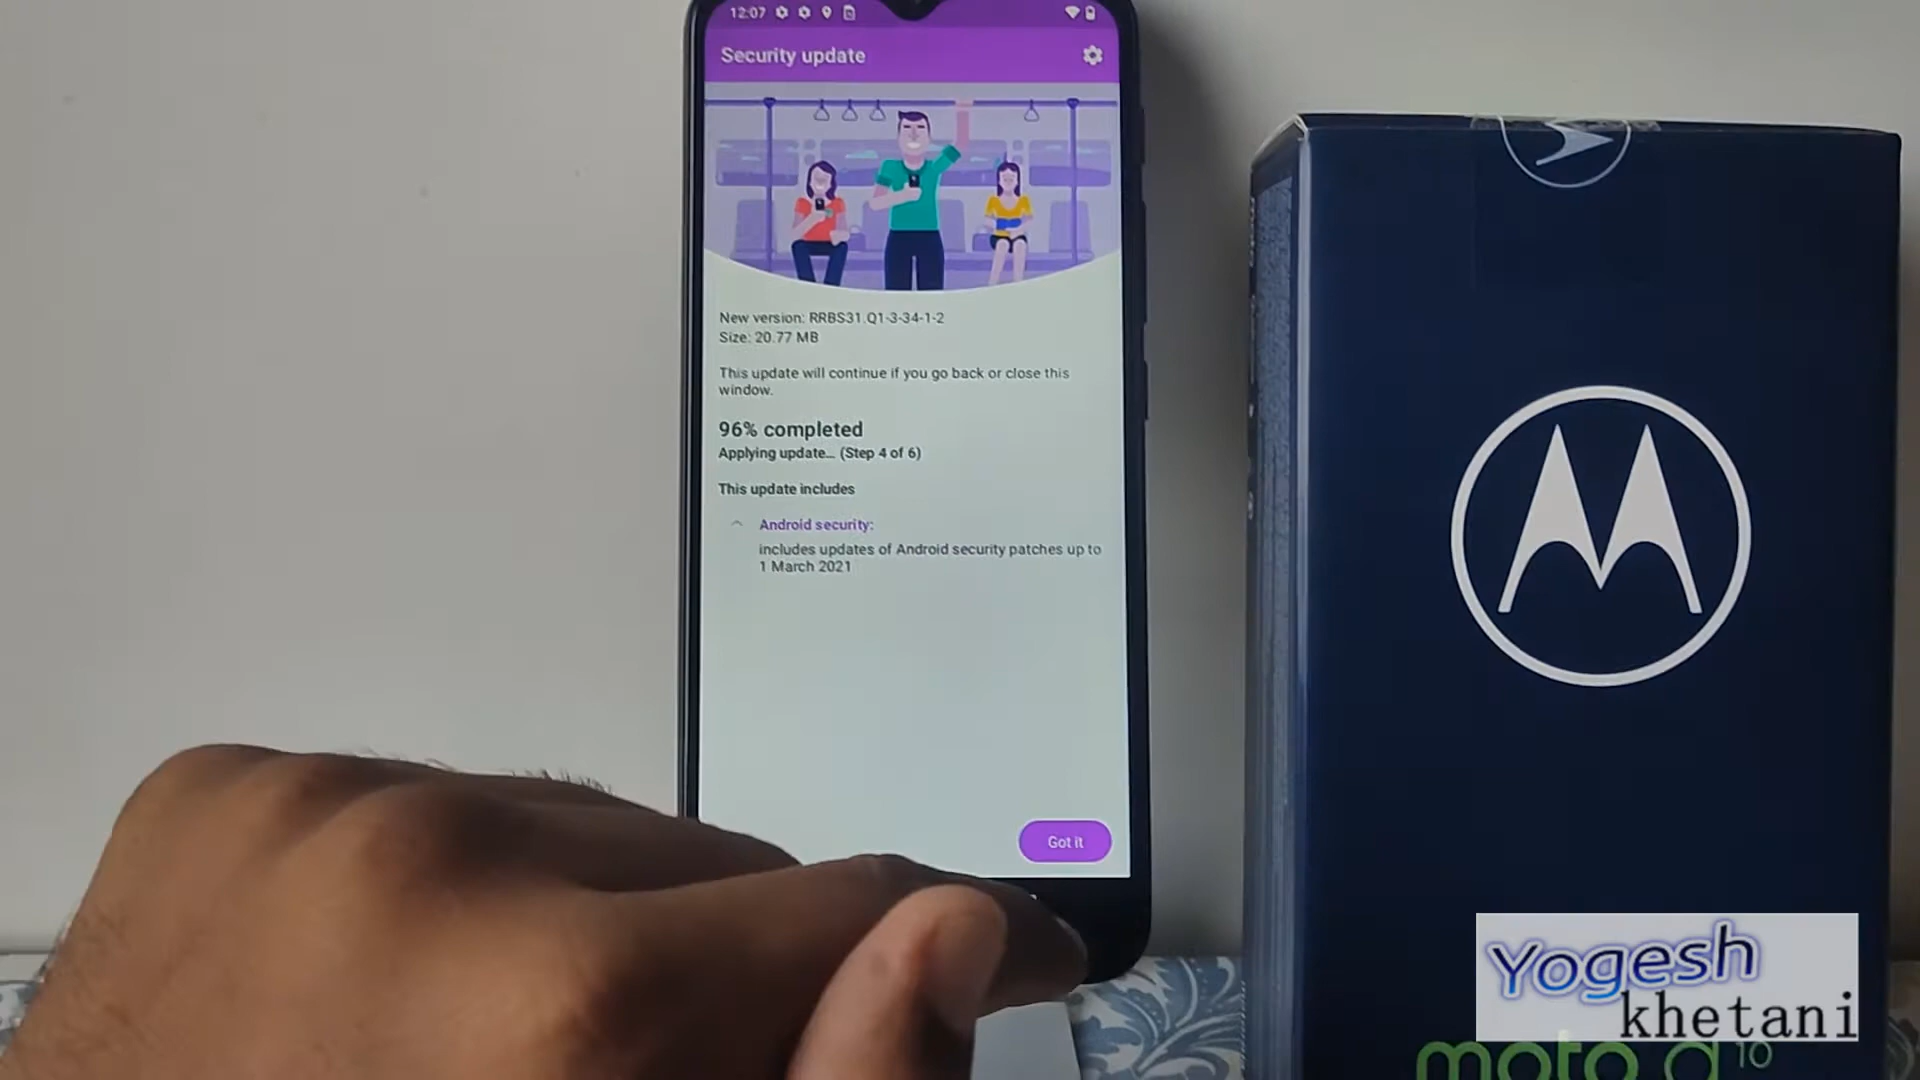 12:07
Security update
New version: RRBS31.Q1-3-34-1-2
Size: 20.77 MB
This update will continue if you go back or close this
window.
96% completed
Applying update... (Step 4 of 6)
This update includes
Android security:
includes updates of Android security patches up to
1 March 2021
Got it
Yogesh
khetani
moto g10